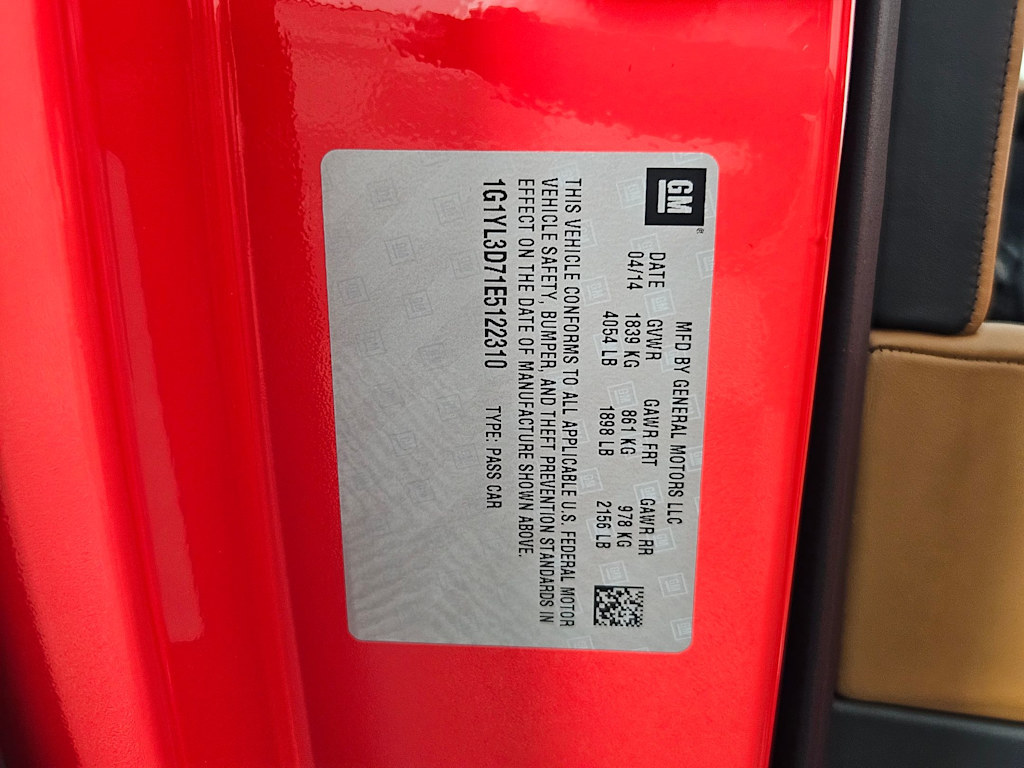 GM ®
MFD BY GENERAL MOTORS LLC
DATE GVWR GAWR FRT GAWR RR
04/14 1839 KG 861 KG 978 KG
4054 LB 1898 LB 2156 LB
THIS VEHICLE CONFORMS TO ALL APPLICABLE U.S. FEDERAL MOTOR
VEHICLE SAFETY, BUMPER, AND THEFT PREVENTION STANDARDS IN
EFFECT ON THE DATE OF MANUFACTURE SHOWN ABOVE.
1G1YL3D71E5122310 TYPE: PASS CAR